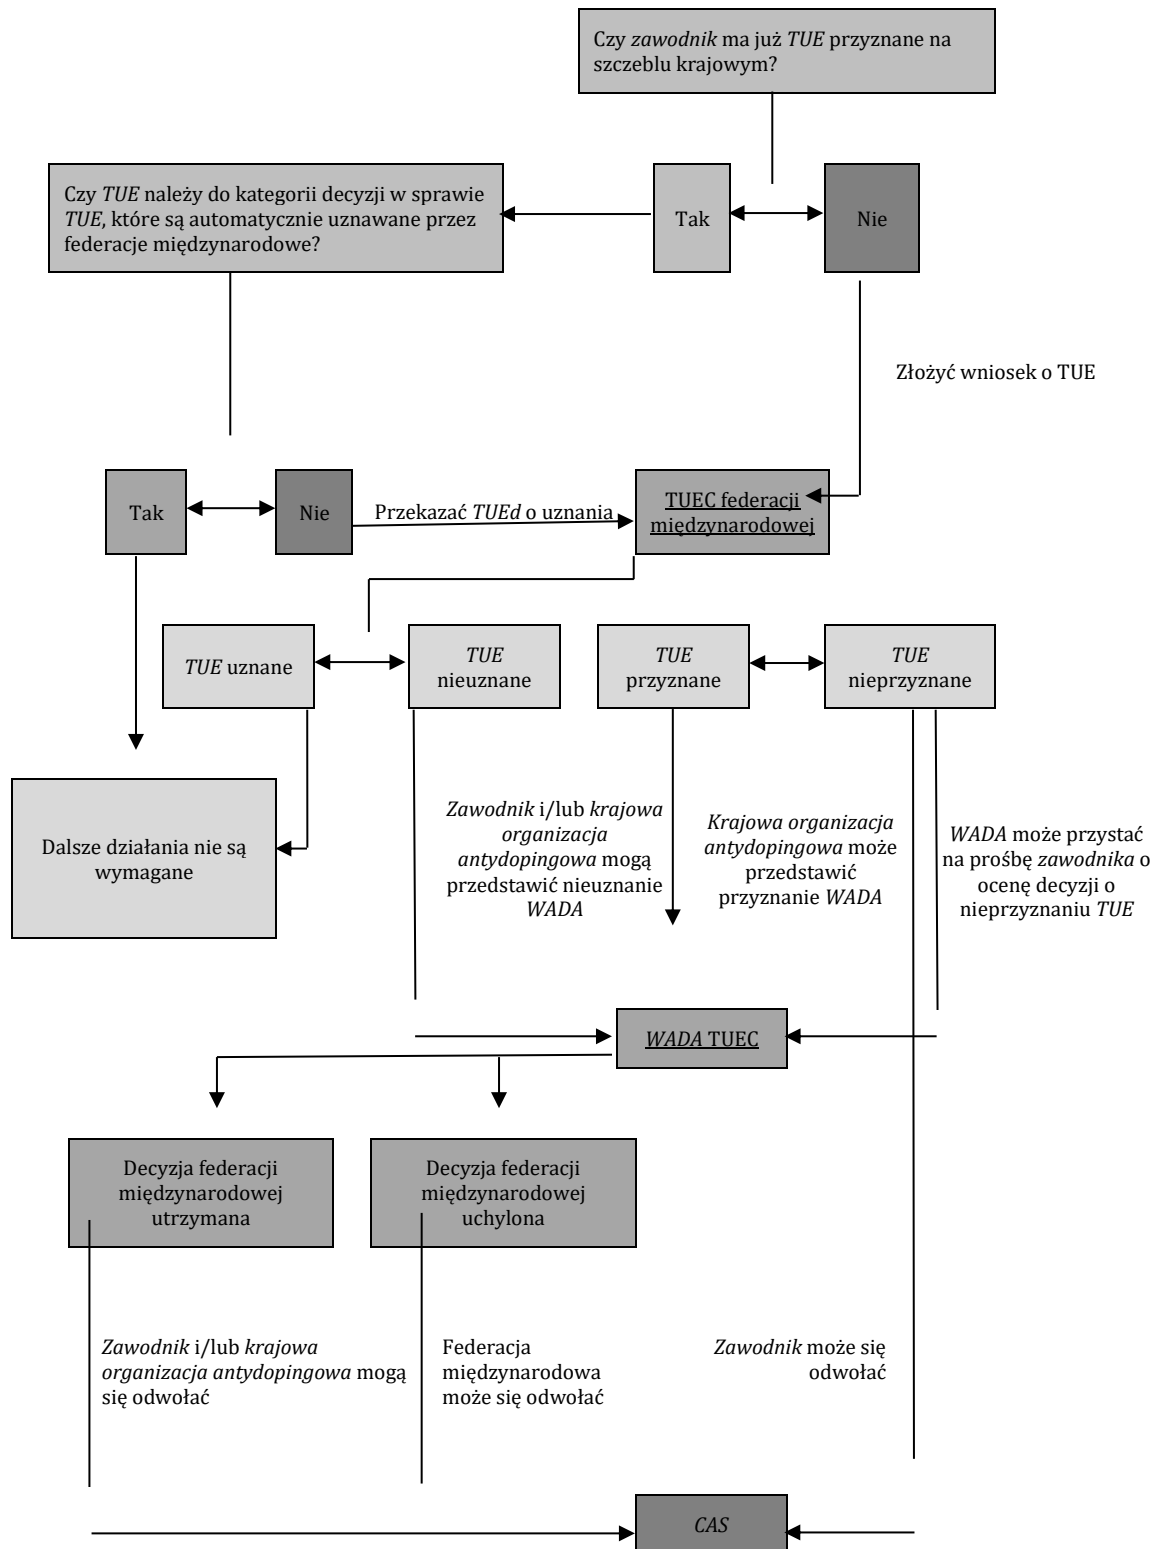 Czy zawodnik ma już TUE przyznane na
szczeblu krajowym?
Czy TUE należy do kategorii decyzji w sprawie
TUE, które są automatycznie uznawane przez
federacje międzynarodowe?
Tak
Nie
Złożyć wniosek o TUE
Tak
Nie
Przekazać TUEd o uznania
TUEC federacji
międzynarodowej
TUE uznane
TUE
nieuznane
TUE
przyznane
TUE
nieprzyznane
Dalsze działania nie są
wymagane
Zawodnik i/lub krajowa
organizacja
antydopingowa mogą
przedstawić nieuznanie
WADA
Krajowa organizacja
antydopingowa może
przedstawić
przyznanie WADA
WADA może przystać
na prośbę zawodnika o
ocenę decyzji o
nieprzyznaniu TUE
WADA TUEC
Decyzja federacji
międzynarodowej
utrzymana
Decyzja federacji
międzynarodowej
uchylona
Zawodnik i/lub krajowa
organizacja antydopingowa mogą
się odwołać
Federacja
międzynarodowa
może się odwołać
Zawodnik może się
odwołać
CAS